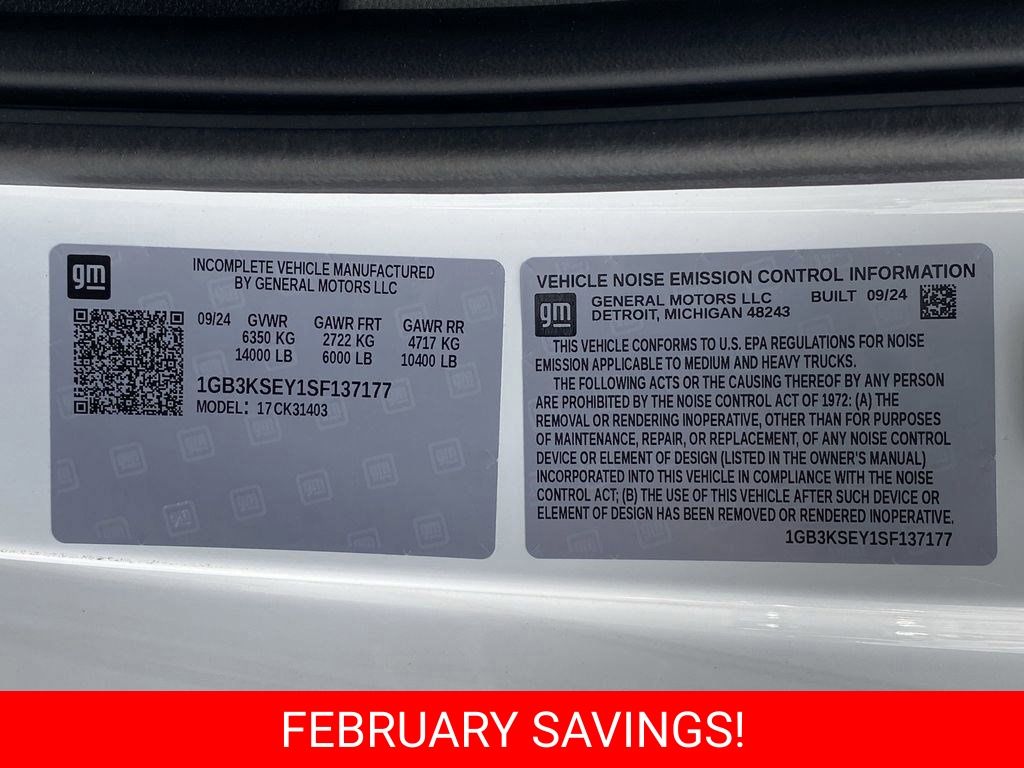 gm
INCOMPLETE VEHICLE MANUFACTURED
BY GENERAL MOTORS LLC
09/24 GVWR GAWR FRT GAWR RR
6350 KG 2722 KG 4717 KG
14000 LB 6000 LB 10400 LB
1GB3KSEY1SF137177
MODEL: 17 CK31403
VEHICLE NOISE EMISSION CONTROL INFORMATION
gm
GENERAL MOTORS LLC BUILT 09/24
DETROIT, MICHIGAN 48243
THIS VEHICLE CONFORMS TO U.S. EPA REGULATIONS FOR NOISE
EMISSION APPLICABLE TO MEDIUM AND HEAVY TRUCKS.
THE FOLLOWING ACTS OR THE CAUSING THEREOF BY ANY PERSON
ARE PROHIBITED BY THE NOISE CONTROL ACT OF 1972: (A) THE
REMOVAL OR RENDERING INOPERATIVE, OTHER THAN FOR PURPOSES
OF MAINTENANCE, REPAIR, OR REPLACEMENT, OF ANY NOISE CONTROL
DEVICE OR ELEMENT OF DESIGN (LISTED IN THE OWNER'S MANUAL)
INCORPORATED INTO THIS VEHICLE IN COMPLIANCE WITH THE NOISE
CONTROL ACT; (B) THE USE OF THIS VEHICLE AFTER SUCH DEVICE OR
ELEMENT OF DESIGN HAS BEEN REMOVED OR RENDERED INOPERATIVE.
1GB3KSEY1SF137177
FEBRUARY SAVINGS!